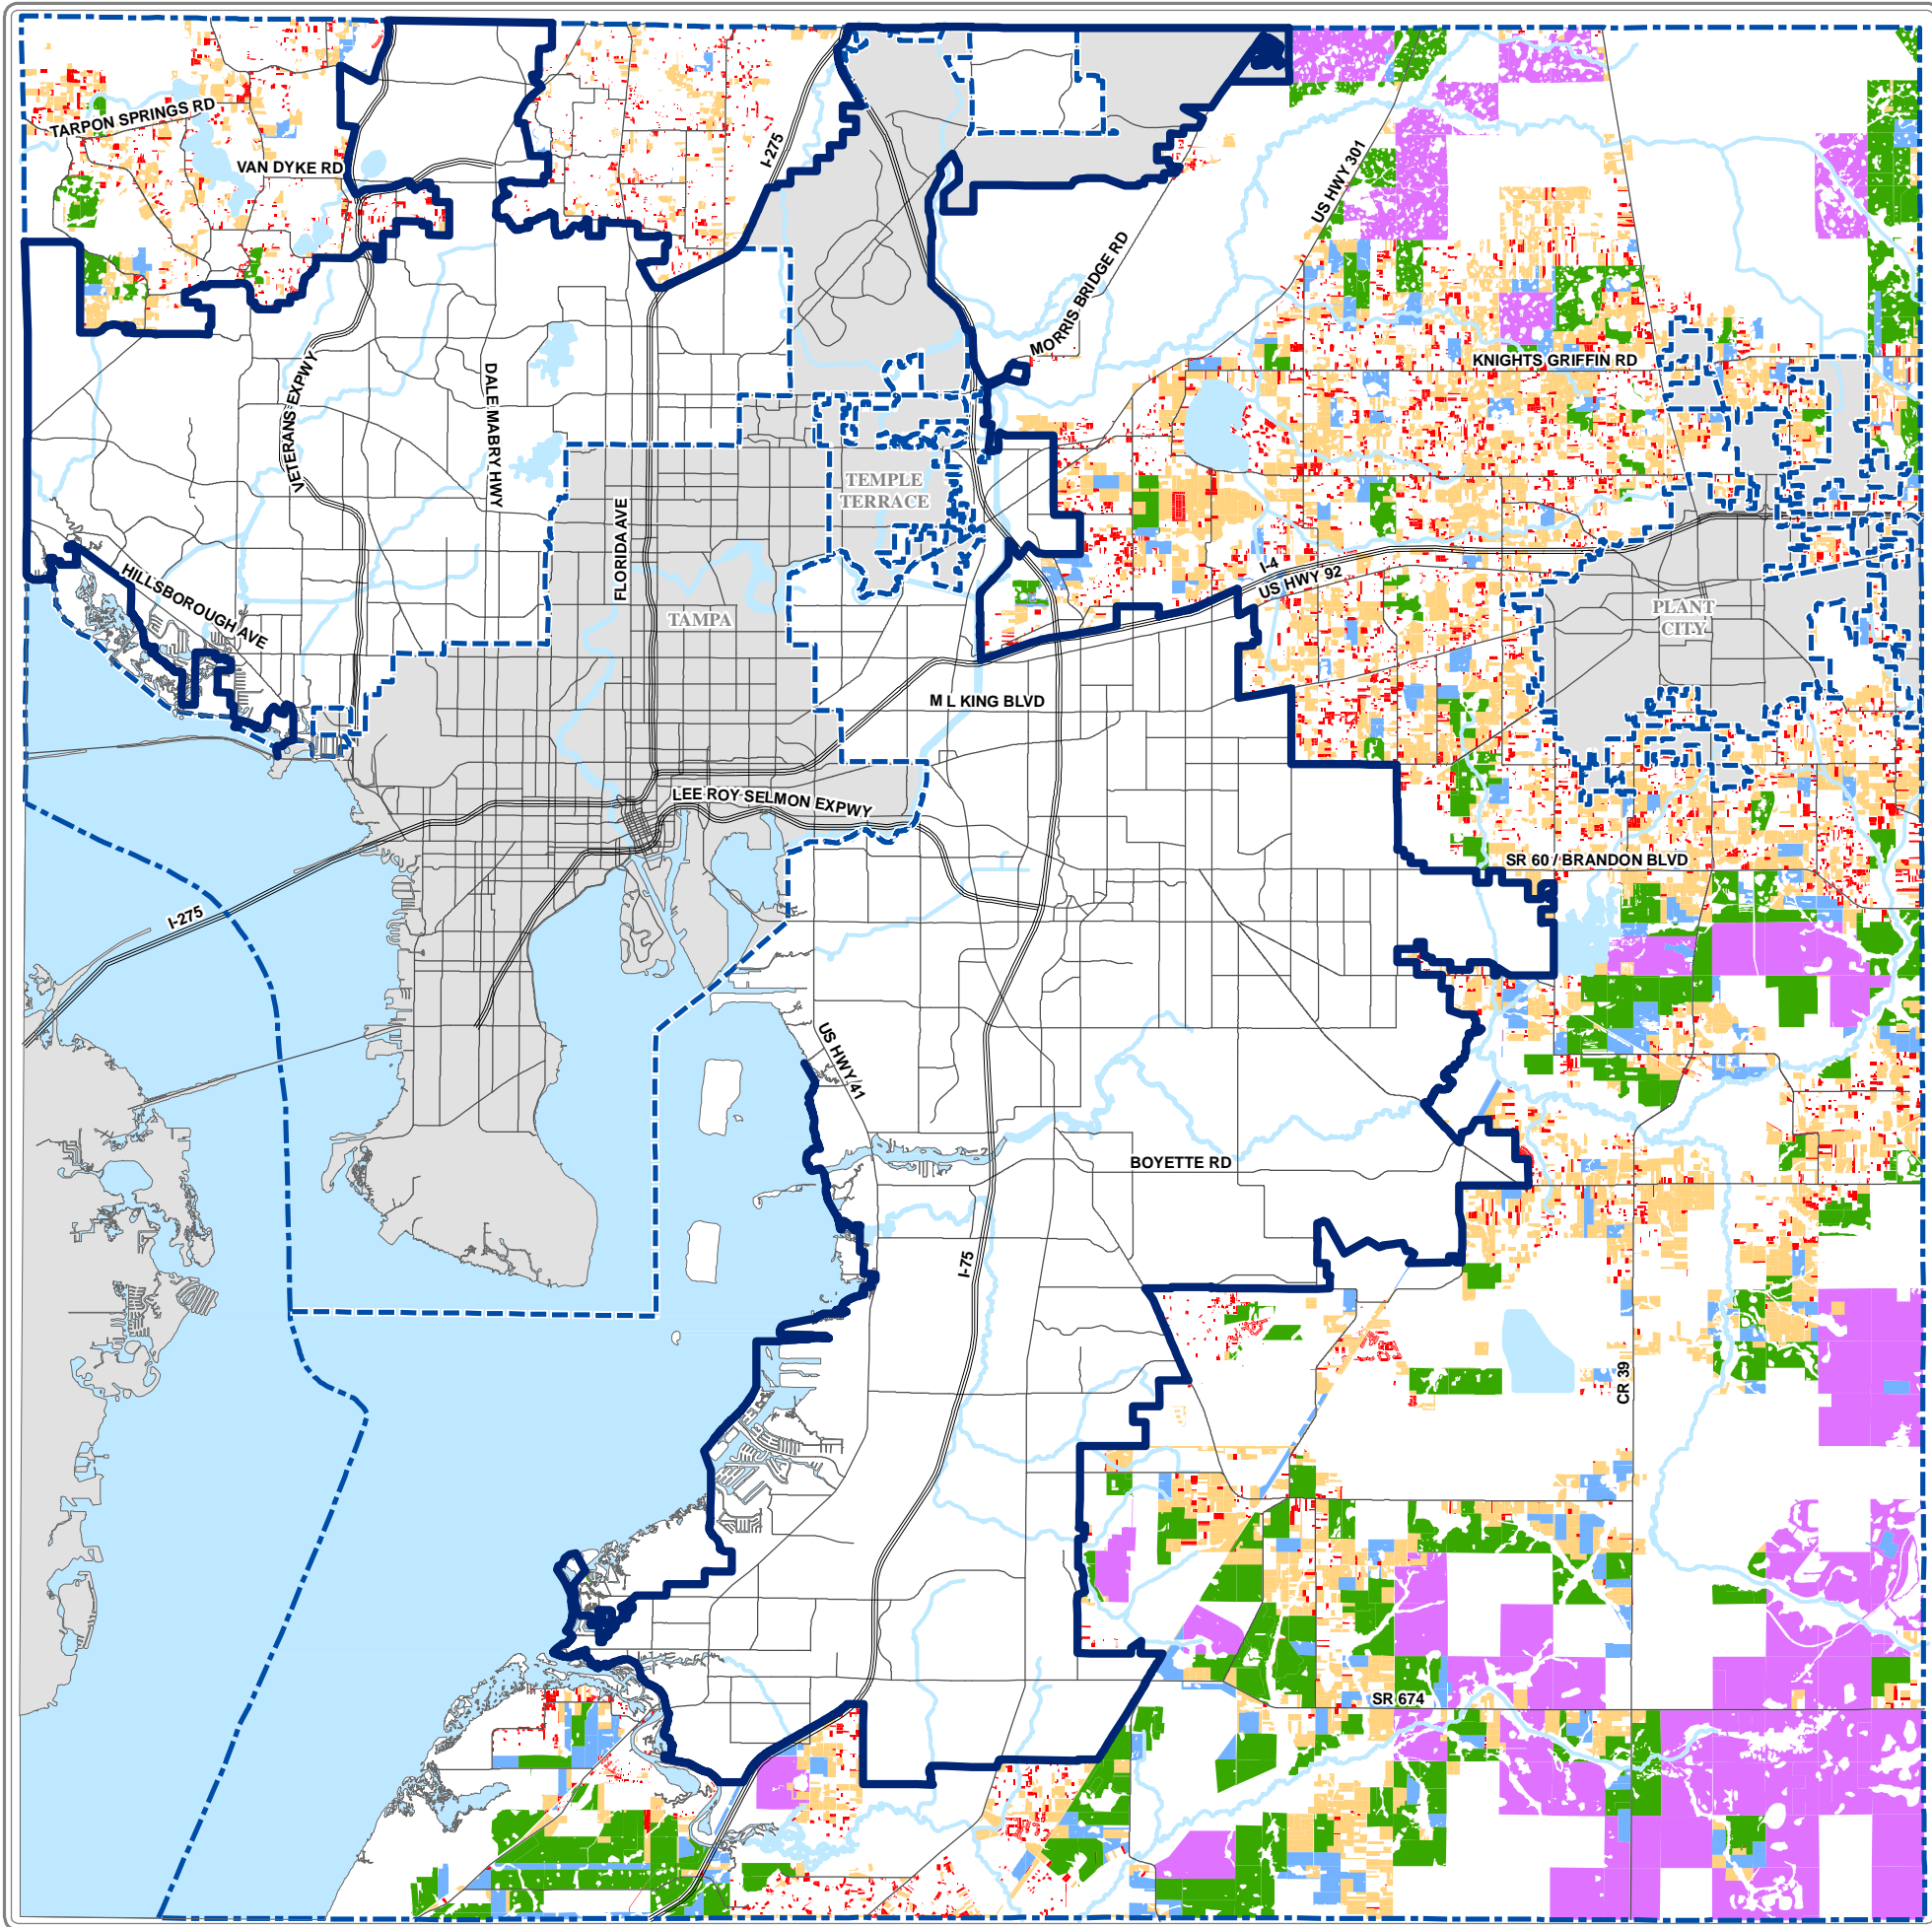 TARPON SPRINGS RD
VAN DYKE RD
I-275
US HWY 301
MORRIS BRIDGE RD
KNIGHTS GRIFFIN RD
VETERANS EXPWY
DALE MABRY HWY
TEMPLE
TERRACE
FLORIDA AVE
I-4
US HWY 92
HILLSBOROUGH AVE
TAMPA
PLANT
CITY
M L KING BLVD
LEE ROY SELMON EXPWY
SR 60 / BRANDON BLVD
I-275
US HWY 41
BOYETTE RD
I-75
CR 39
SR 674